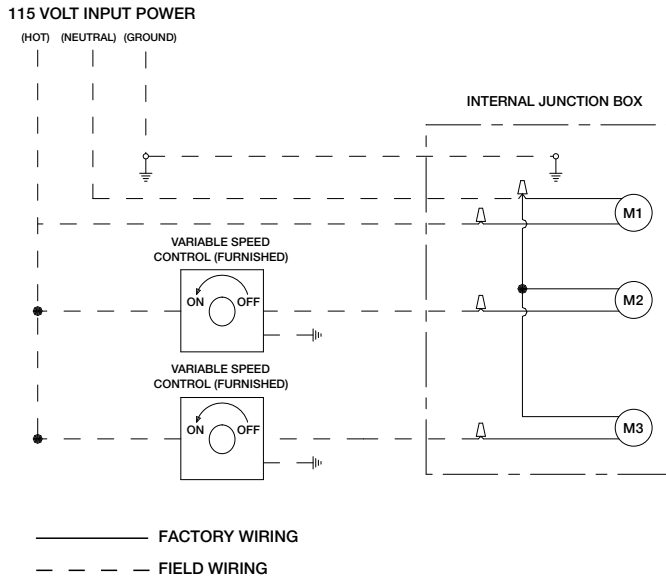 115 VOLT INPUT POWER
(HOT) (NEUTRAL) (GROUND)
INTERNAL JUNCTION BOX
M1
VARIABLE SPEED
CONTROL (FURNISHED)
ON OFF
M2
VARIABLE SPEED
CONTROL (FURNISHED)
ON OFF
M3
FACTORY WIRING
FIELD WIRING